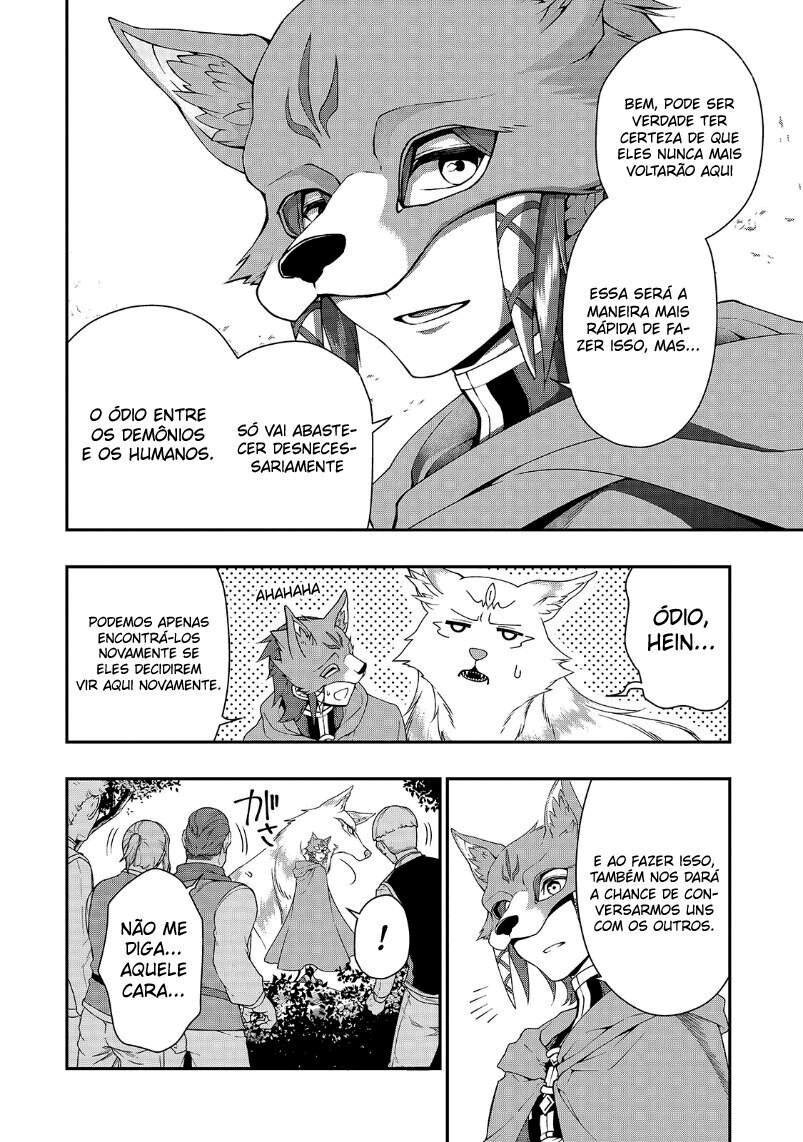 BEM, PODE SER
VERDADE TER
CERTEZA DE QUE
ELES NUNCA MAIS
VOLTARÃO AQUI
ESSA SERÁ A
MANEIRA MAIS
RÁPIDA DE FA-
ZER ISSO, MAS...
SÓ VAI ABASTE-
CER DESNECES-
SARIAMENTE
O ÓDIO ENTRE
OS DEMÔNIOS
E OS HUMANOS.
ÓDIO,
HEIN...
AHAHAHA
PODEMOS APENAS
ENCONTRÁ-LOS
NOVAMENTE SE
ELES DECIDIREM
VIR AQUI NOVAMENTE.
E AO FAZER ISSO,
TAMBÉM NOS DARÁ
A CHANCE DE CON-
VERSARMOS UNS
COM OS OUTROS.
ガサ
!
NÃO ME
DIGA...
AQUELE
CARA...